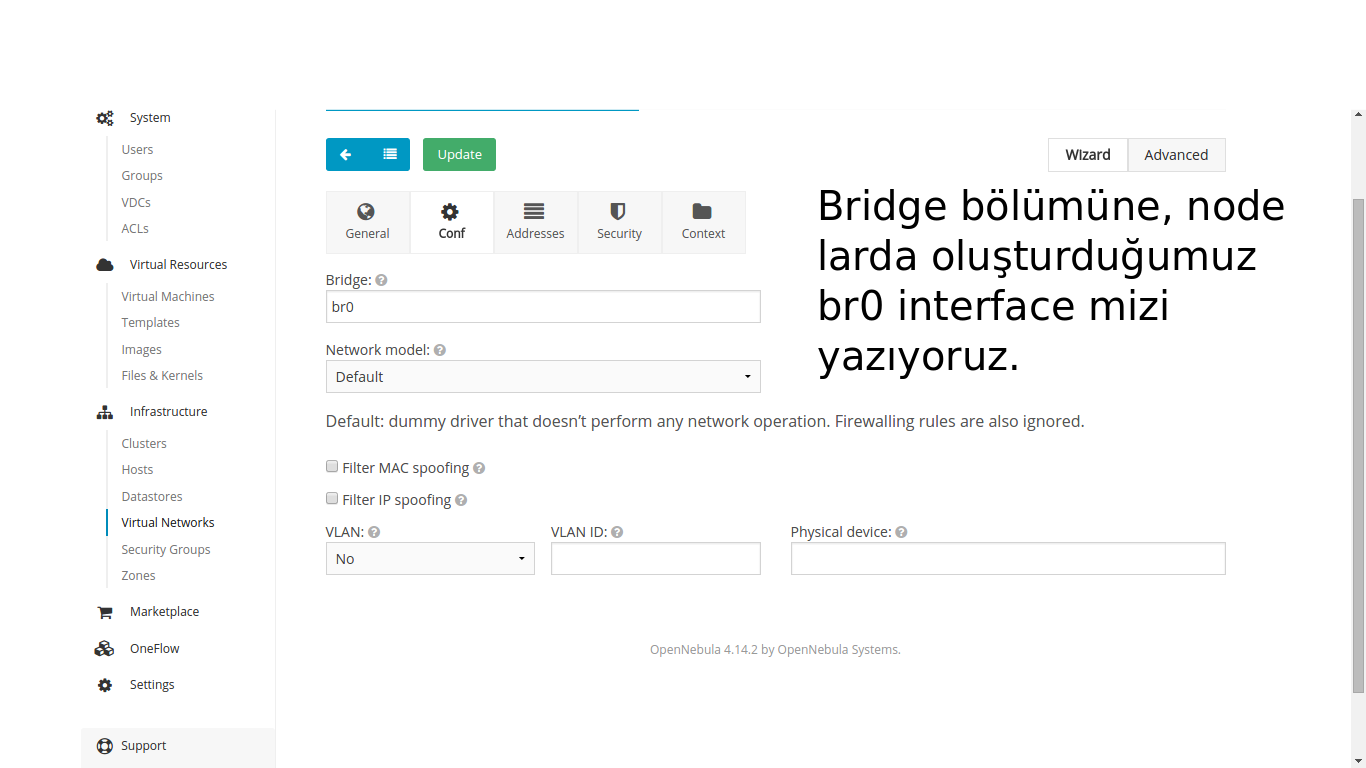 System
Users
Groups
VDCs
ACLs
Virtual Resources
Virtual Machines
Templates
Images
Files & Kernels
Infrastructure
Clusters
Hosts
Datastores
Virtual Networks
Security Groups
Zones
Marketplace
OneFlow
Settings
Support
Update
Wizard Advanced
General Conf Addresses Security Context
Bridge:
br0
Network model:
Default
Default: dummy driver that doesn’t perform any network operation. Firewalling rules are also ignored.
Filter MAC spoofing
Filter IP spoofing
VLAN: VLAN ID: Physical device:
No
OpenNebula 4.14.2 by OpenNebula Systems.
Bridge bölümüne, node
larda oluşturduğumuz
br0 interface mizi
yazıyoruz.